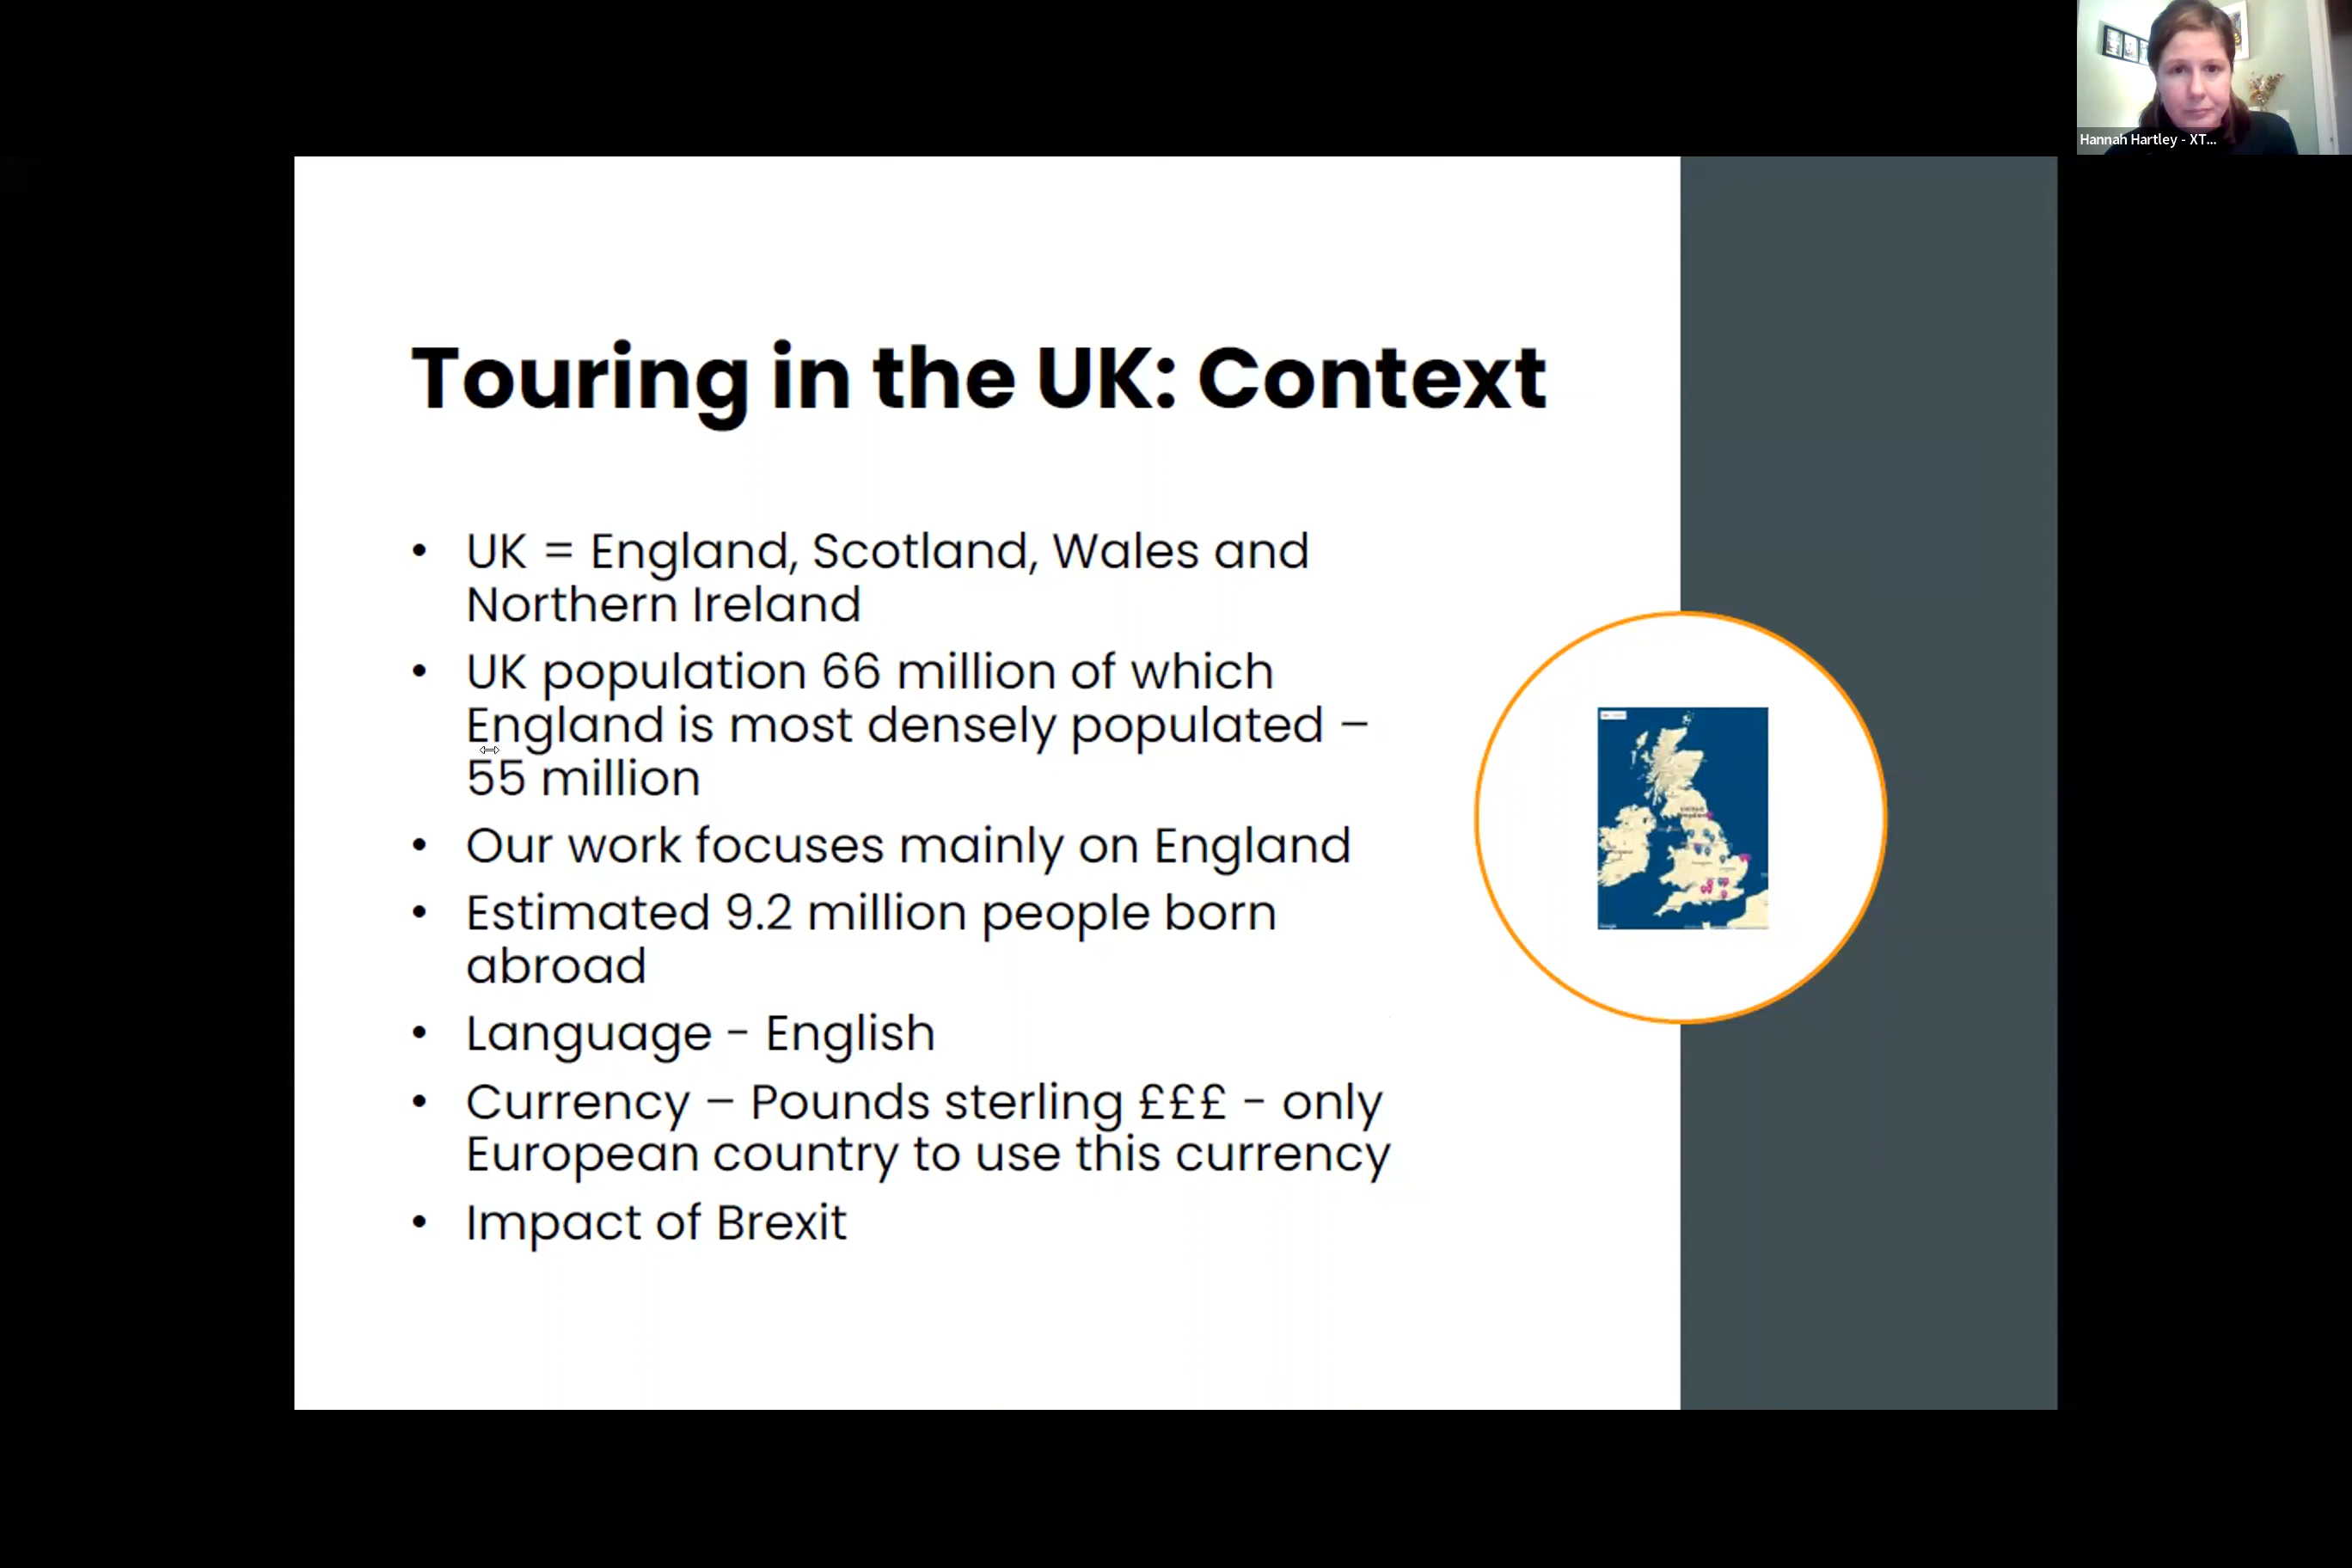 Hannah Hartley - XT...
Touring in the UK: Context
• UK = England, Scotland, Wales and
Northern Ireland
• UK population 66 million of which
England is most densely populated –
55 million
• Our work focuses mainly on England
• Estimated 9.2 million people born
abroad
• Language - English
• Currency – Pounds sterling £££ - only
European country to use this currency
• Impact of Brexit